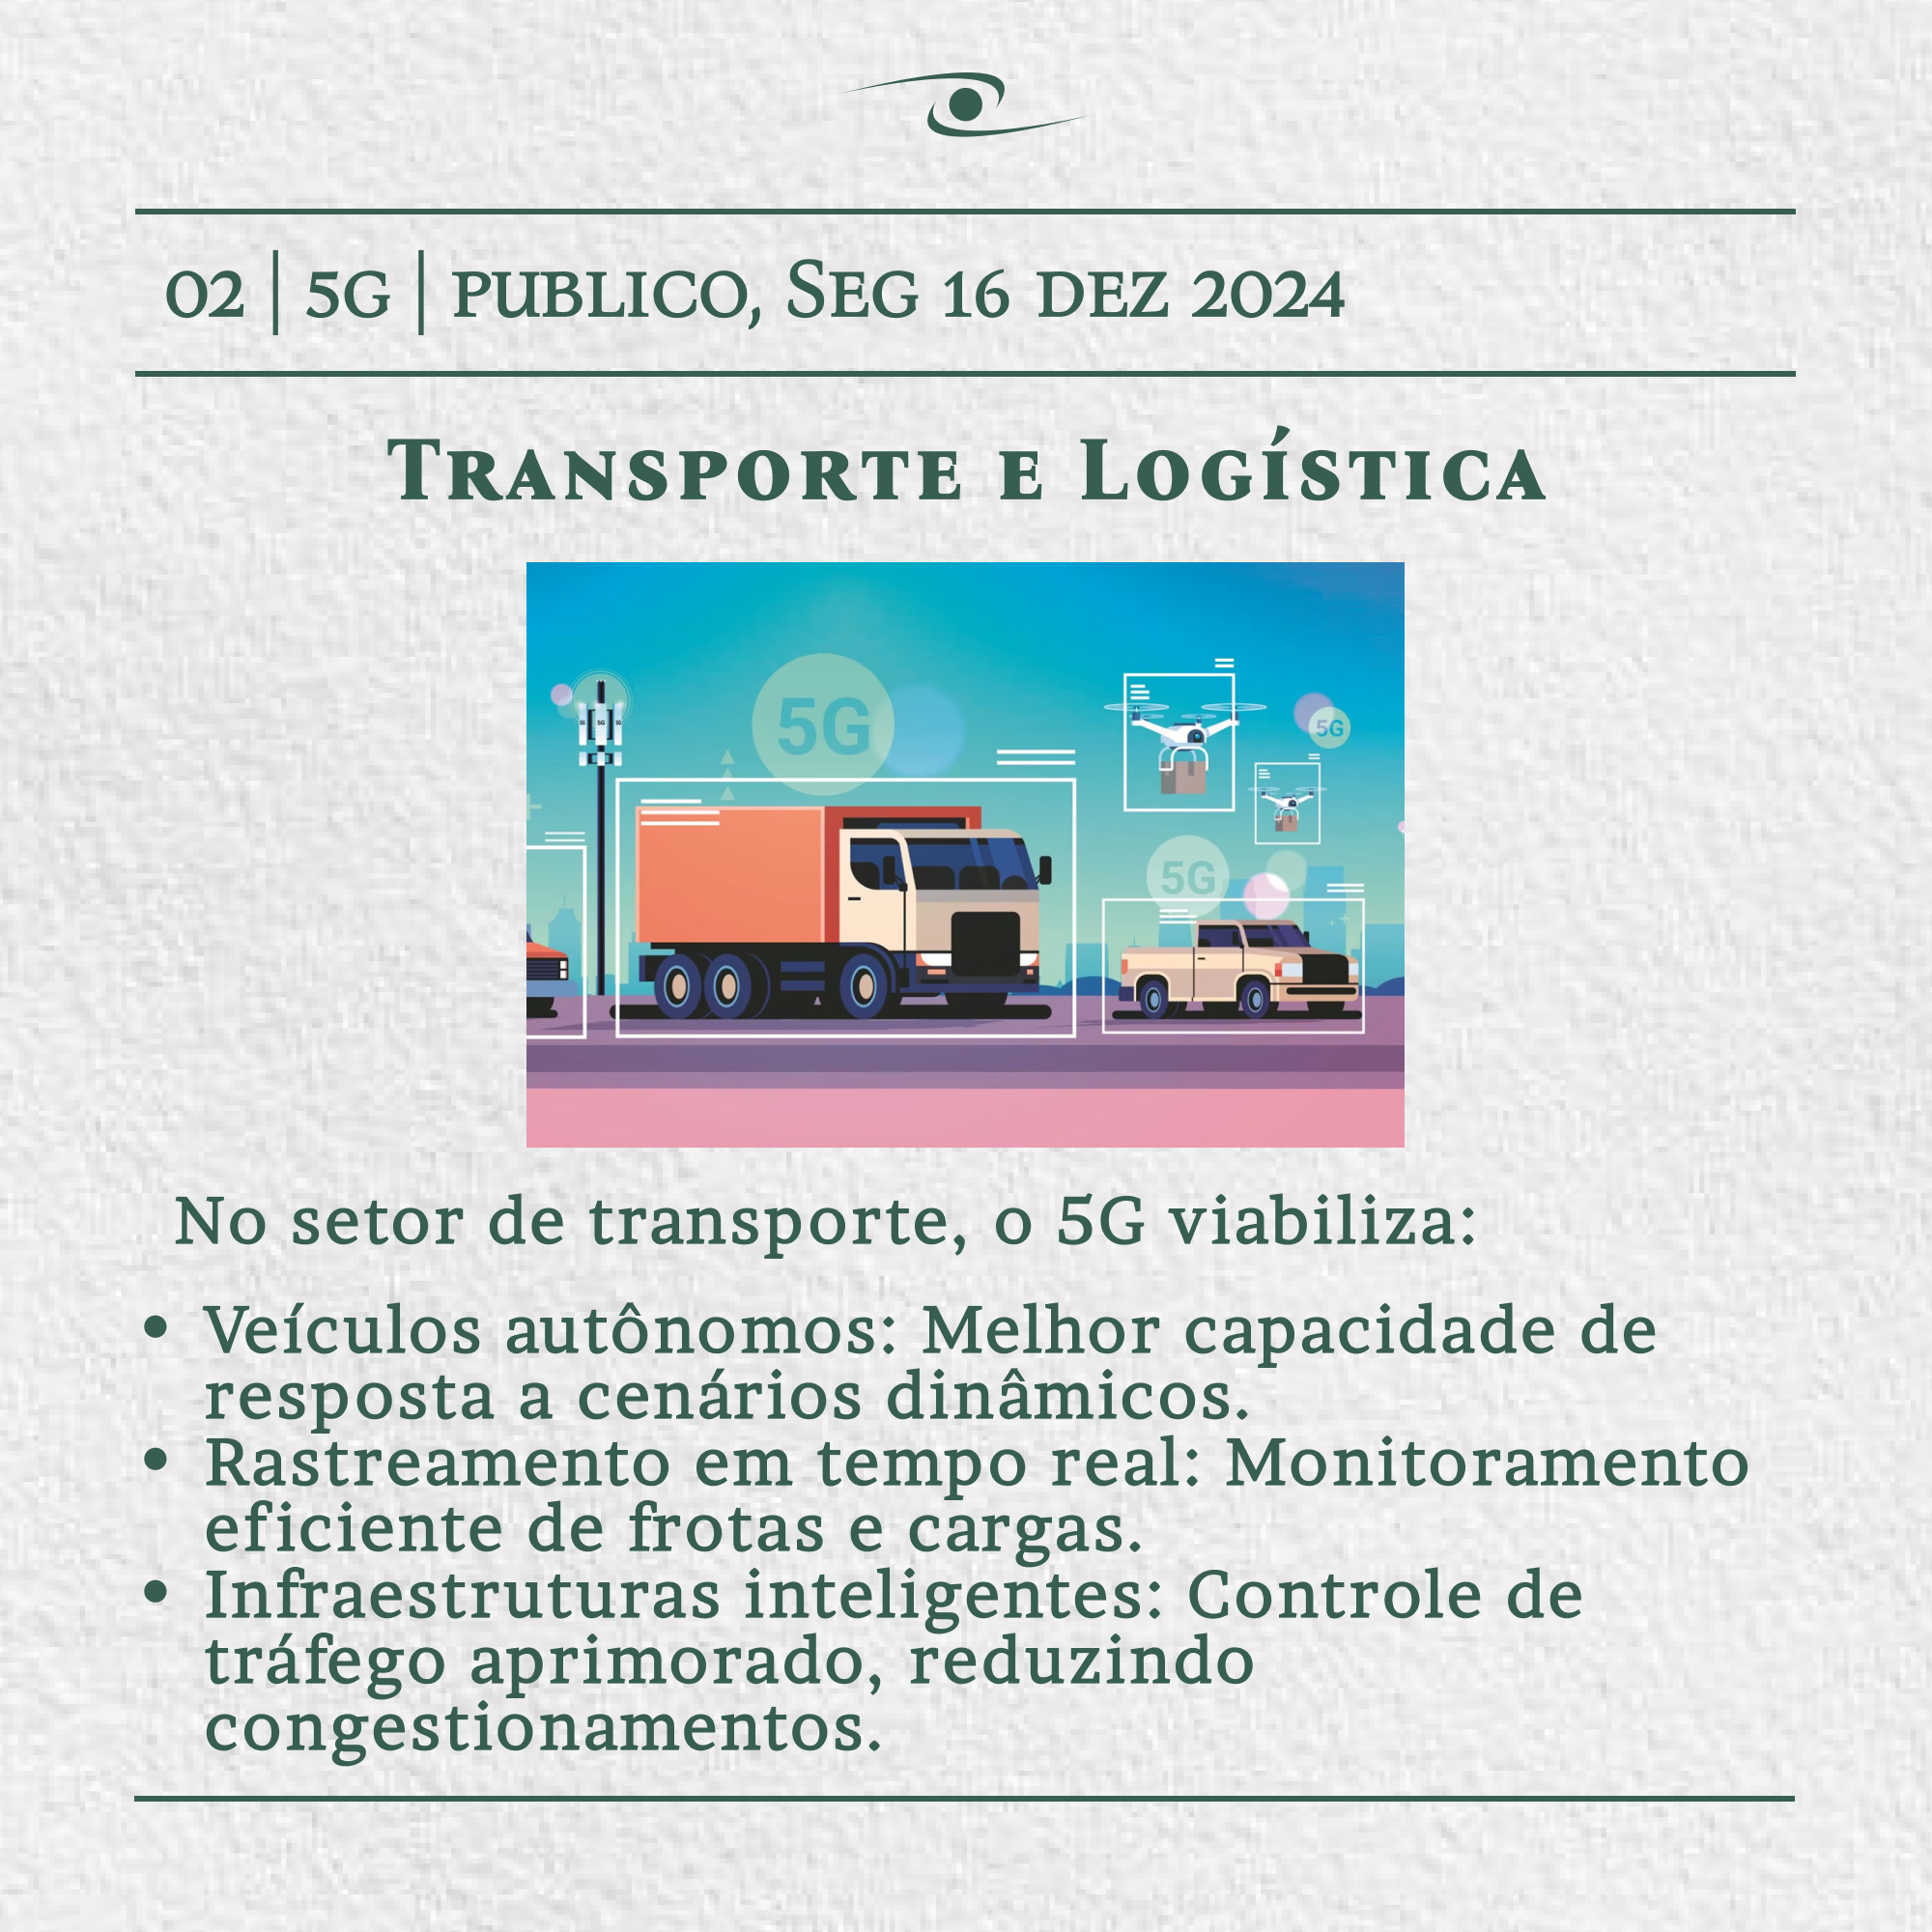 02 | 5G | PUBLICO, SEG 16 DEZ 2024
TRANSPORTE E LOGÍSTICA
5G
5G
5G
5G
No setor de transporte, o 5G viabiliza:
• Veículos autônomos: Melhor capacidade de
resposta a cenários dinâmicos.
• Rastreamento em tempo real: Monitoramento
eficiente de frotas e cargas.
• Infraestruturas inteligentes: Controle de
tráfego aprimorado, reduzindo
congestionamentos.